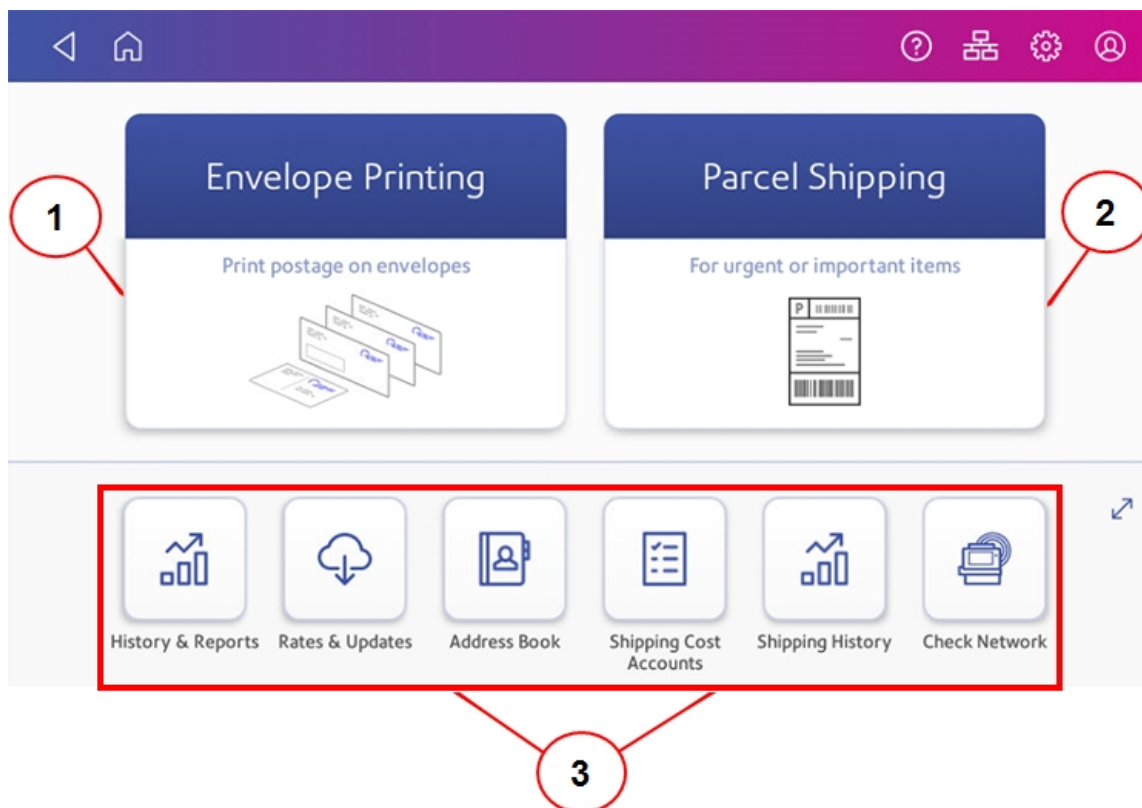 Envelope Printing
Parcel Shipping
1
2
Print postage on envelopes
For urgent or important items
P
History & Reports
Rates & Updates
Address Book
Shipping Cost
Accounts
Shipping History
Check Network
3